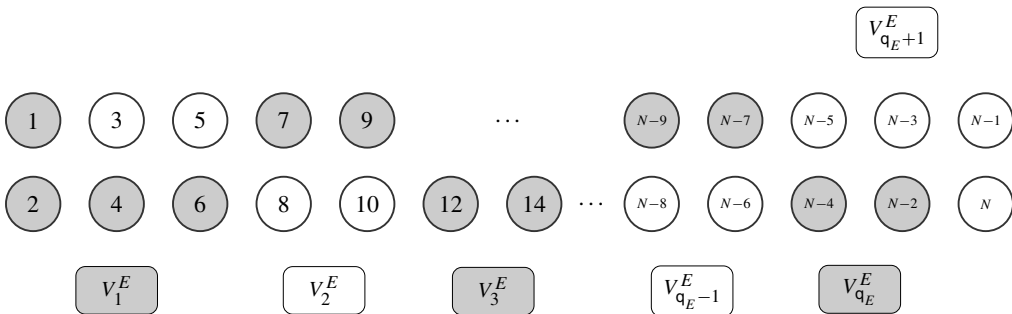 V^E_{q_E+1}
1 3 5 7 9 ⋯ N−9 N−7 N−5 N−3 N−1
2 4 6 8 10 12 14 ⋯ N−8 N−6 N−4 N−2 N
V^E_1 V^E_2 V^E_3 V^E_{q_E−1} V^E_{q_E}